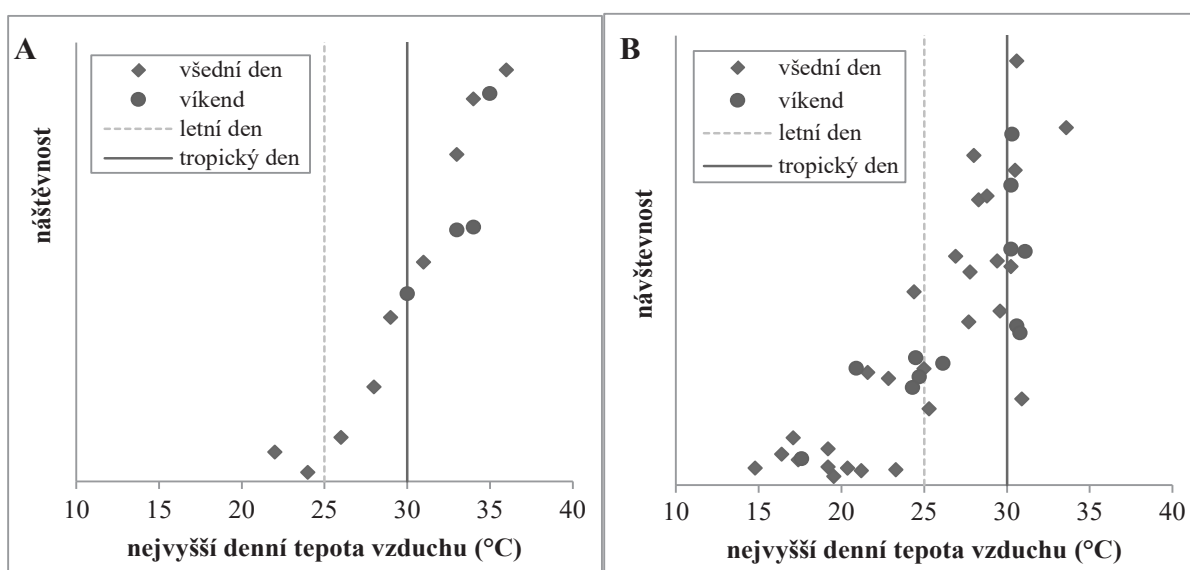 A
všední den
víkend
letní den
tropický den
náštěvnost
10 15 20 25 30 35 40
nejvyšší denní tepota vzduchu (°C)
B
všední den
víkend
letní den
tropický den
návštevnost
10 15 20 25 30 35 40
nejvyšší denní tepota vzduchu (°C)